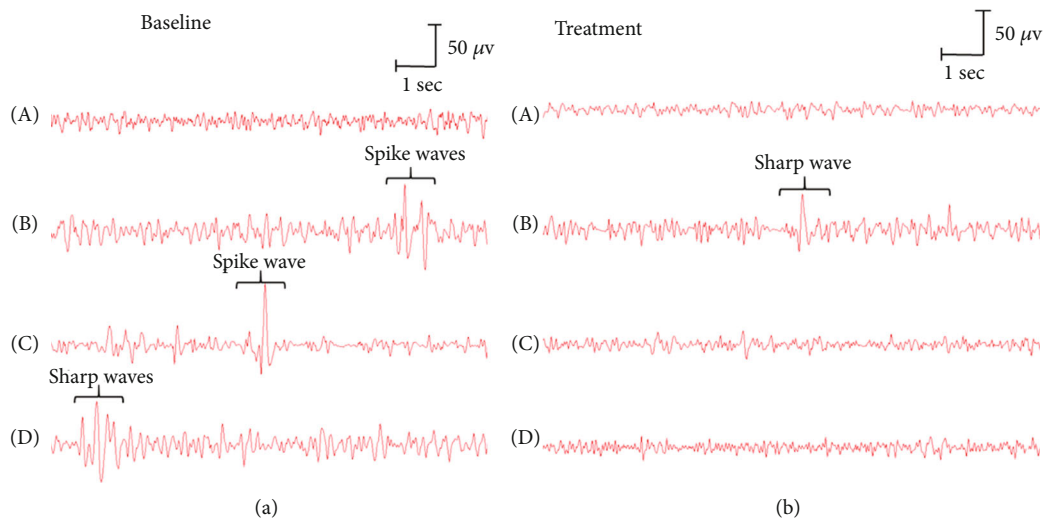 Baseline
50 μv
1 sec
(A)
Spike waves
(B)
Spike wave
(C)
Sharp waves
(D)
(a)
Treatment
50 μv
1 sec
(A)
Sharp wave
(B)
(C)
(D)
(b)